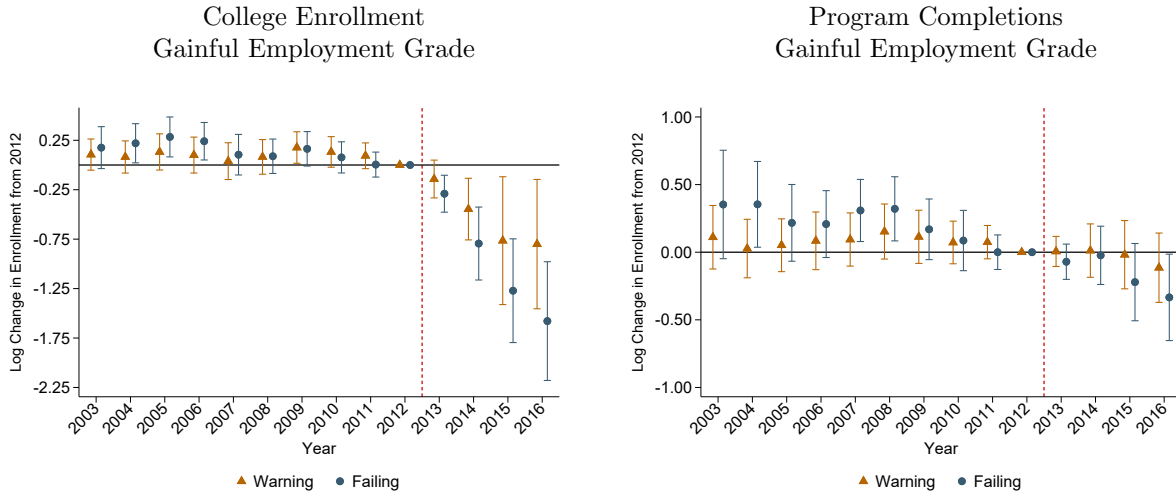 College Enrollment
Gainful Employment Grade
Log Change in Enrollment from 2012
0.25
-0.25
-0.75
-1.25
-1.75
-2.25
2003 2004 2005 2006 2007 2008 2009 2010 2011 2012 2013 2014 2015 2016
Year
Warning Failing
Program Completions
Gainful Employment Grade
Log Change in Enrollment from 2012
1.00
0.50
0.00
-0.50
-1.00
2003 2004 2005 2006 2007 2008 2009 2010 2011 2012 2013 2014 2015 2016
Year
Warning Failing